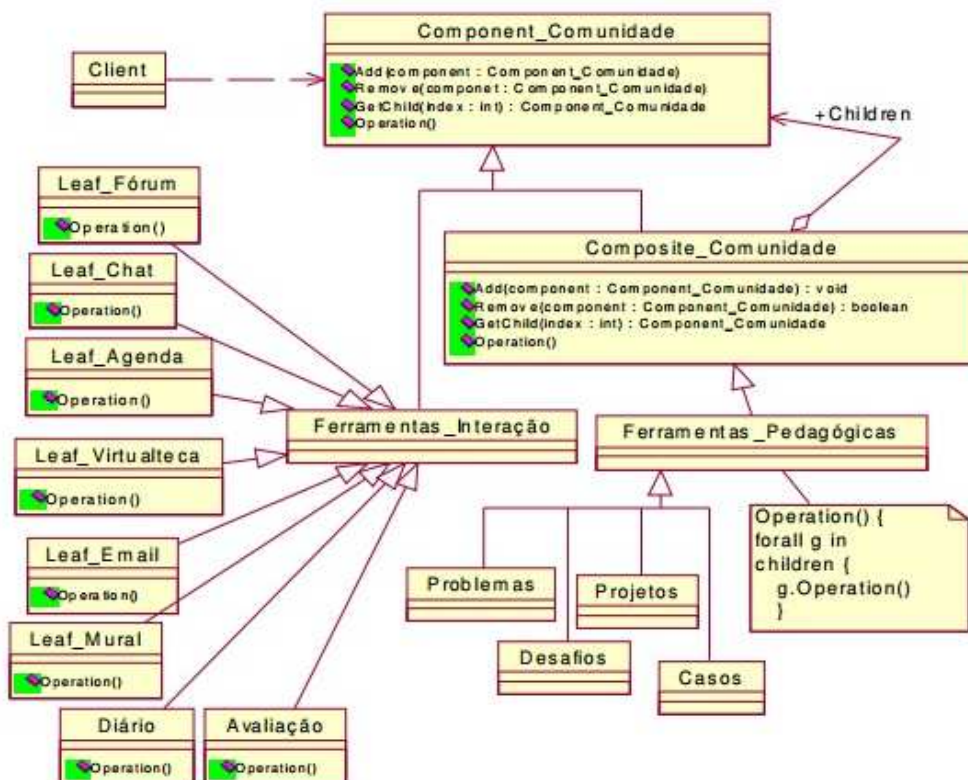 Component_Comunidade
Add(component : Component_Comunidade)
Remove(componet : Component_Comunidade)
GetChild(index : int) : Component_Comunidade
Operation()
Client
+Children
Leaf_Fórum
Operation()
Leaf_Chat
Operation()
Leaf_Agenda
Operation()
Leaf_Virtualteca
Operation()
Leaf_Email
Operation()
Leaf_Mural
Operation()
Diário
Operation()
Avaliação
Operation()
Composite_Comunidade
Add(component : Component_Comunidade) : void
Remove(component : Component_Comunidade) : boolean
GetChild(index : int) : Component_Comunidade
Operation()
Ferramentas_Interação
Ferramentas_Pedagógicas
Problemas
Projetos
Desafios
Casos
Operation() {
forall g in
children {
g.Operation()
}